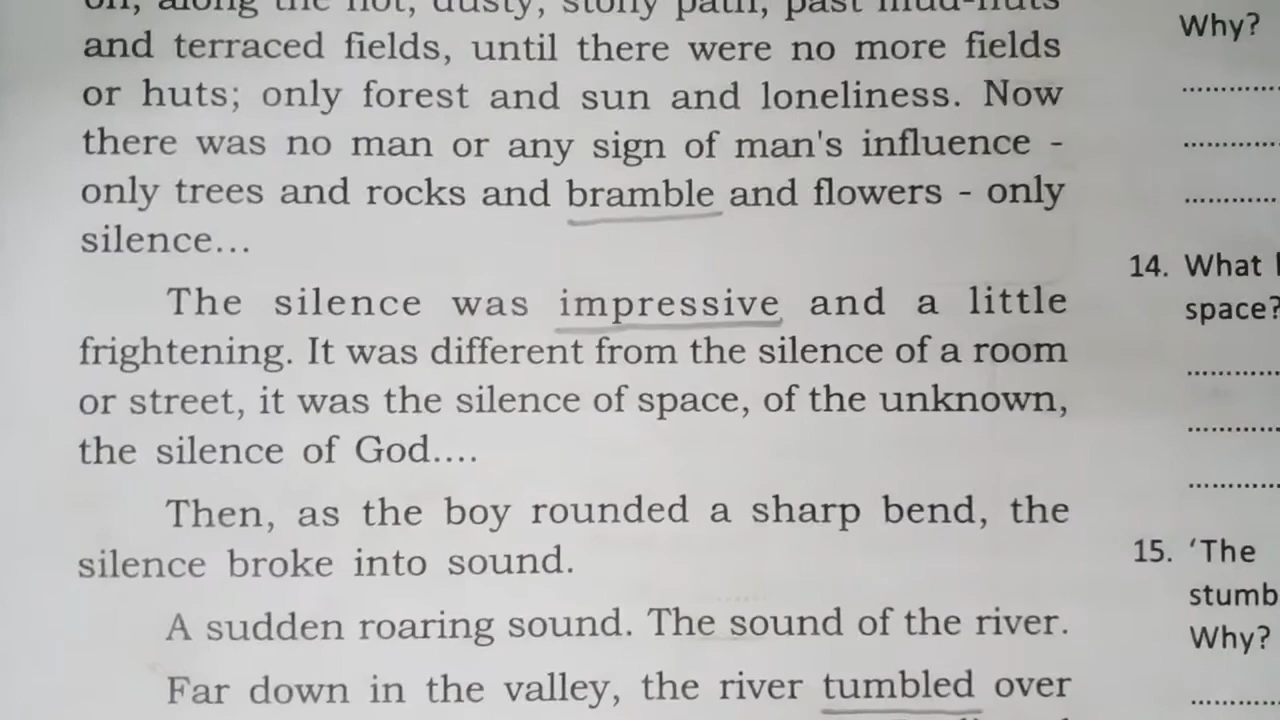 on, along the hot, dusty, stony path, past mud-huts
and terraced fields, until there were no more fields
or huts; only forest and sun and loneliness. Now
there was no man or any sign of man's influence -
only trees and rocks and bramble and flowers - only
silence...
The silence was impressive and a little
frightening. It was different from the silence of a room
or street, it was the silence of space, of the unknown,
the silence of God....
Then, as the boy rounded a sharp bend, the
silence broke into sound.
A sudden roaring sound. The sound of the river.
Far down in the valley, the river tumbled over
Why?
14. What
space?
15. ‘The
stumb
Why?